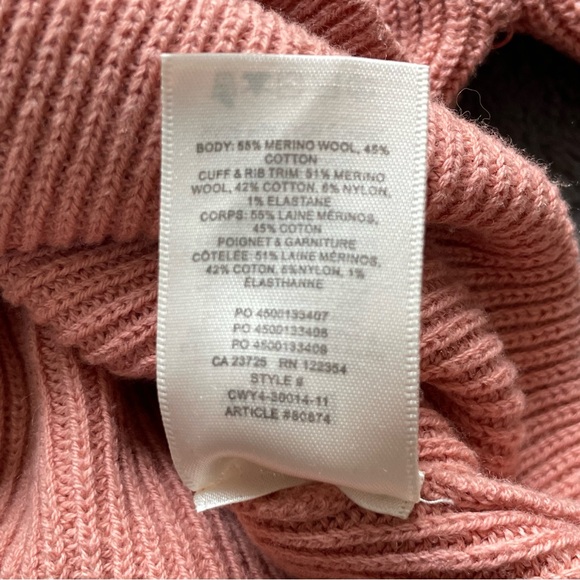 BODY: 55% MERINO WOOL, 45%
COTTON
CUFF & RIB TRIM: 51% MERINO
WOOL, 42% COTTON, 6% NYLON,
1% ELASTANE
CORPS: 55% LAINE MÉRINOS,
45% COTON
POIGNET & GARNITURE
CÔTELÉE: 51% LAINE MÉRINOS,
42% COTON, 6%NYLON, 1%
ÉLASTHANNE
PO 4500133407
PO 4500133408
PO 4500133409
CA 23725 RN 122354
STYLE #
CWY4-30014-11
ARTICLE #80874